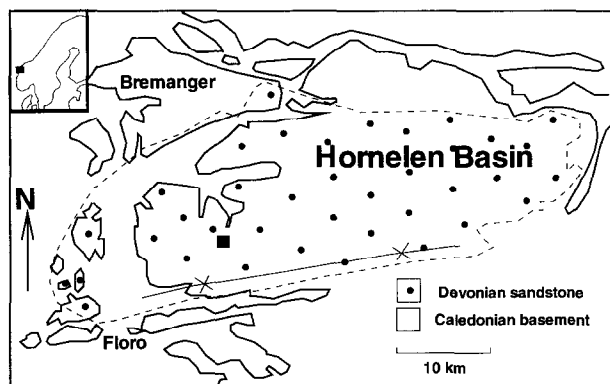 Bremanger
Hornelen Basin
N
Devonian sandstone
Caledonian basement
Floro
10 km